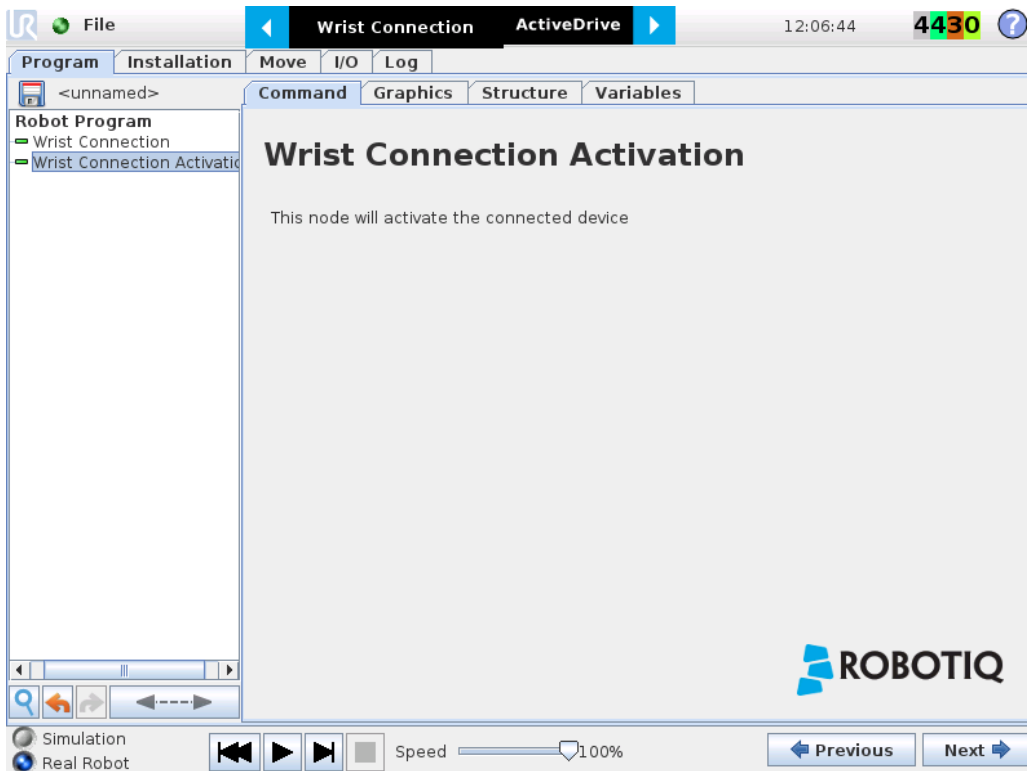 UR File Wrist Connection ActiveDrive 12:06:44 4430 ?
Program Installation Move I/O Log
<unnamed> Command Graphics Structure Variables
Robot Program
Wrist Connection
Wrist Connection Activatio
Wrist Connection Activation
This node will activate the connected device
ROBOTIQ
Simulation
Real Robot
Speed 100% Previous Next